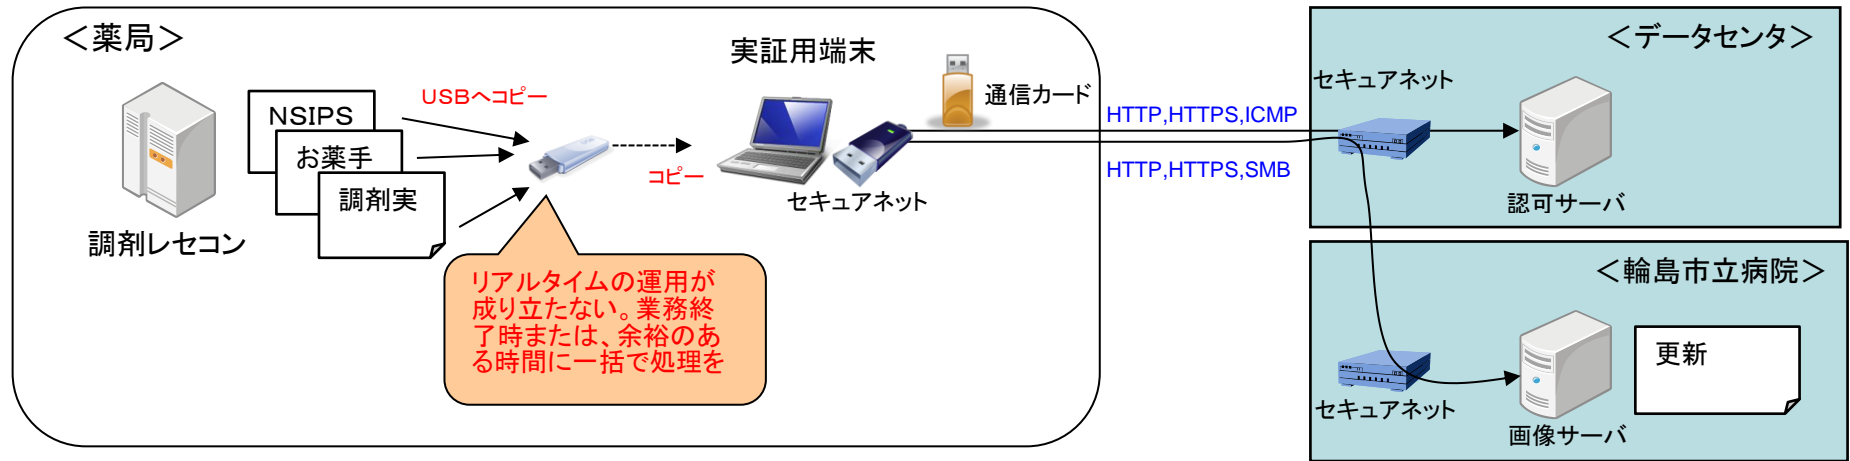 ＜薬局＞
調剤レセコン
NSIPS
お薬手
調剤実
USBへコピー
コピー
リアルタイムの運用が
成り立たない。業務終
了時または、余裕のあ
る時間に一括で処理を
実証用端末
セキュアネット
通信カード
HTTP,HTTPS,ICMP
HTTP,HTTPS,SMB
＜データセンタ＞
セキュアネット
認可サーバ
＜輪島市立病院＞
セキュアネット
画像サーバ
更新